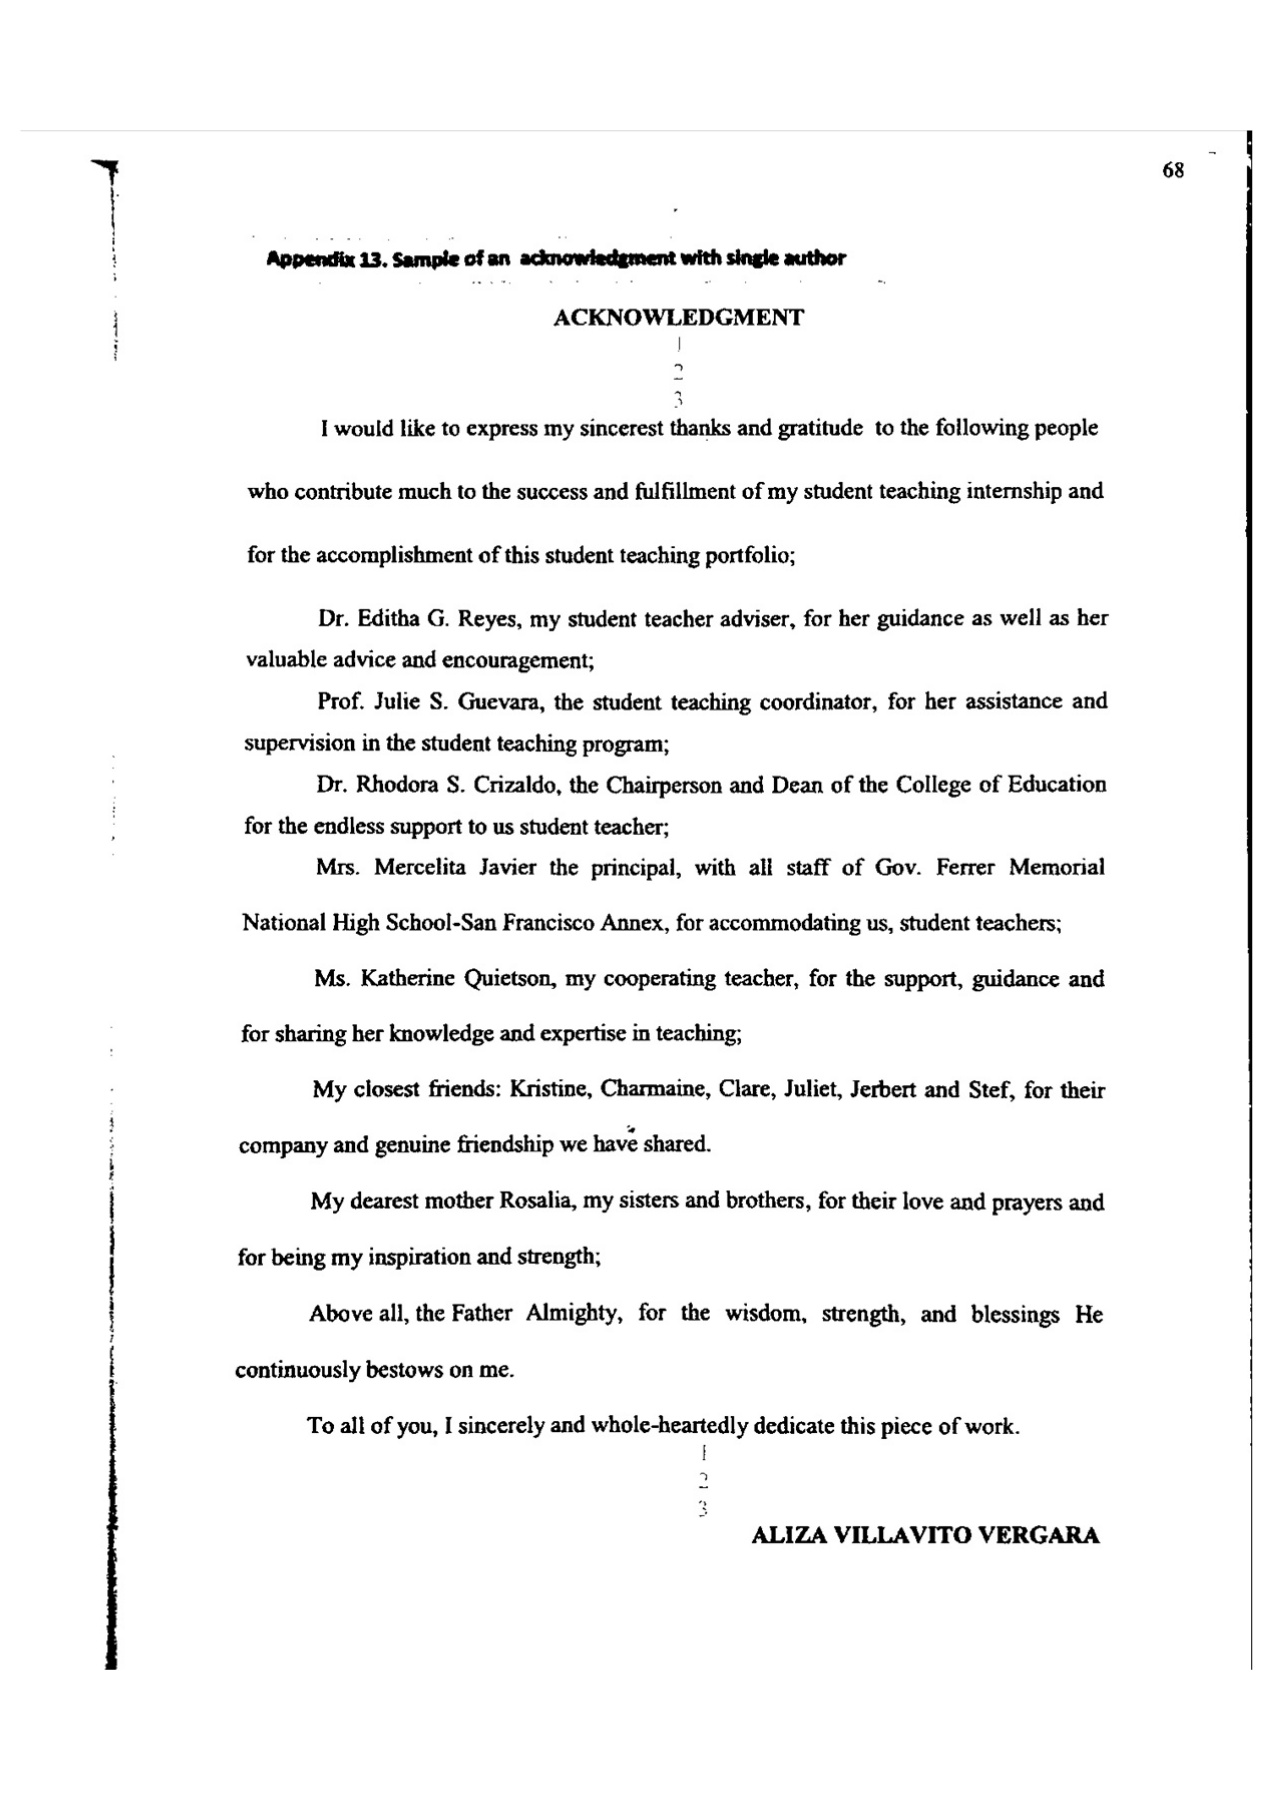 68
Appendix 13. Sample of an acknowledgment with single author
ACKNOWLEDGMENT
1
2
3
I would like to express my sincerest thanks and gratitude to the following people
who contribute much to the success and fulfillment of my student teaching internship and
for the accomplishment of this student teaching portfolio;
Dr. Editha G. Reyes, my student teacher adviser, for her guidance as well as her
valuable advice and encouragement;
Prof. Julie S. Guevara, the student teaching coordinator, for her assistance and
supervision in the student teaching program;
Dr. Rhodora S. Crizaldo, the Chairperson and Dean of the College of Education
for the endless support to us student teacher;
Mrs. Mercelita Javier the principal, with all staff of Gov. Ferrer Memorial
National High School-San Francisco Annex, for accommodating us, student teachers;
Ms. Katherine Quietson, my cooperating teacher, for the support, guidance and
for sharing her knowledge and expertise in teaching;
My closest friends: Kristine, Charmaine, Clare, Juliet, Jerbert and Stef, for their
company and genuine friendship we have shared.
My dearest mother Rosalia, my sisters and brothers, for their love and prayers and
for being my inspiration and strength;
Above all, the Father Almighty, for the wisdom, strength, and blessings He
continuously bestows on me.
To all of you, I sincerely and whole-heartedly dedicate this piece of work.
1
2
3
ALIZA VILLAVITO VERGARA